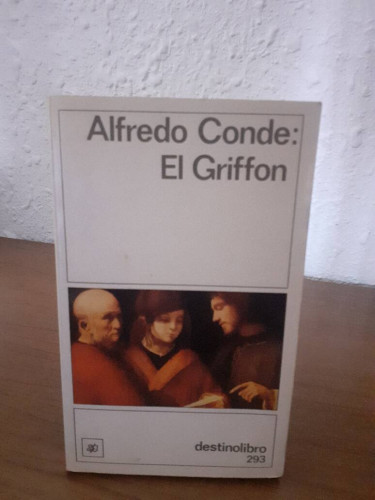 Alfredo Conde:
El Griffon
destinolibro
293